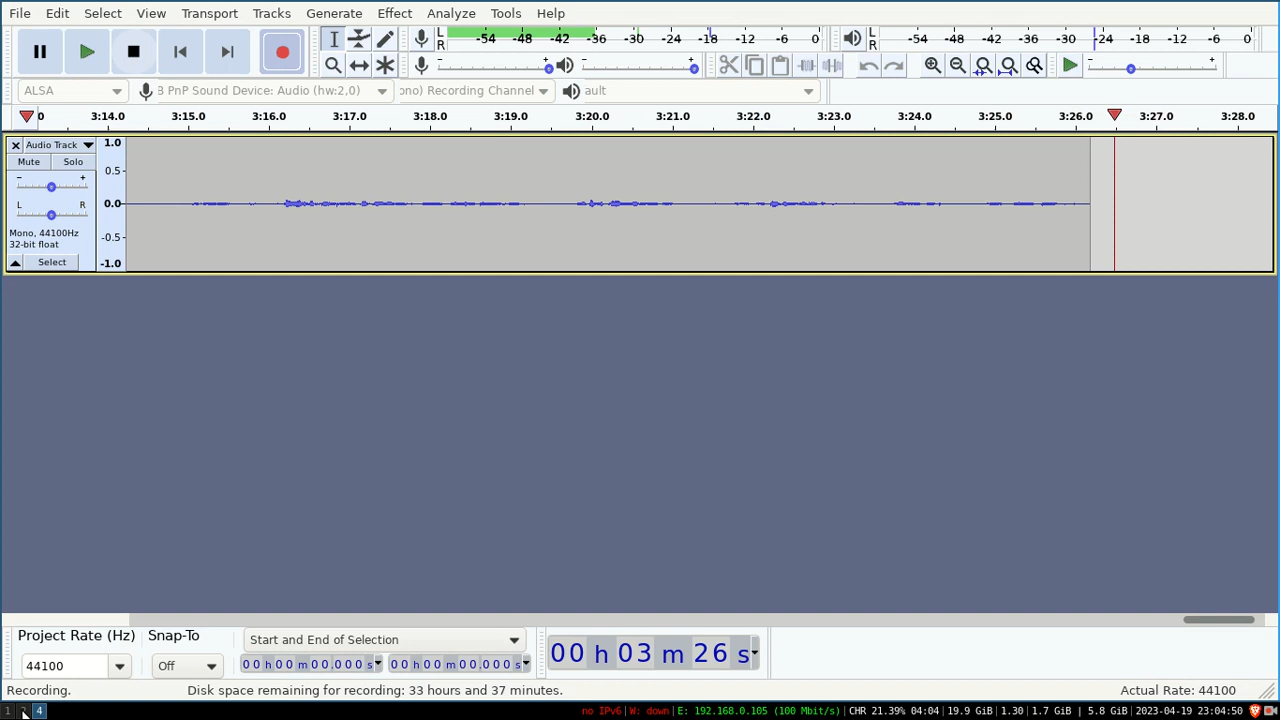 File Edit Select View Transport Tracks Generate Effect Analyze Tools Help
L R -54 -48 -42 -36 -30 -24 -18 -12 -6 0
L R -54 -48 -42 -36 -30 -24 -18 -12 -6 0
ALSA
B PnP Sound Device: Audio (hw:2,0)
ono) Recording Channel
ault
0 3:14.0 3:15.0 3:16.0 3:17.0 3:18.0 3:19.0 3:20.0 3:21.0 3:22.0 3:23.0 3:24.0 3:25.0 3:26.0 3:27.0 3:28.0
Audio Track
Mute Solo
- +
L R
Mono, 44100Hz
32-bit float
Select
1.0
0.5
0.0
-0.5
-1.0
Project Rate (Hz) Snap-To
44100 Off
Start and End of Selection
00 h 00 m 00.000 s 00 h 00 m 00.000 s
00 h 03 m 26 s
Recording. Disk space remaining for recording: 33 hours and 37 minutes. Actual Rate: 44100
1 4 no IPv6|W: down|E: 192.168.0.105 (100 Mbit/s)|CHR 21.39% 04:04|19.9 GiB|1.30|1.7 GiB | 5.8 GiB|2023-04-19 23:04:50